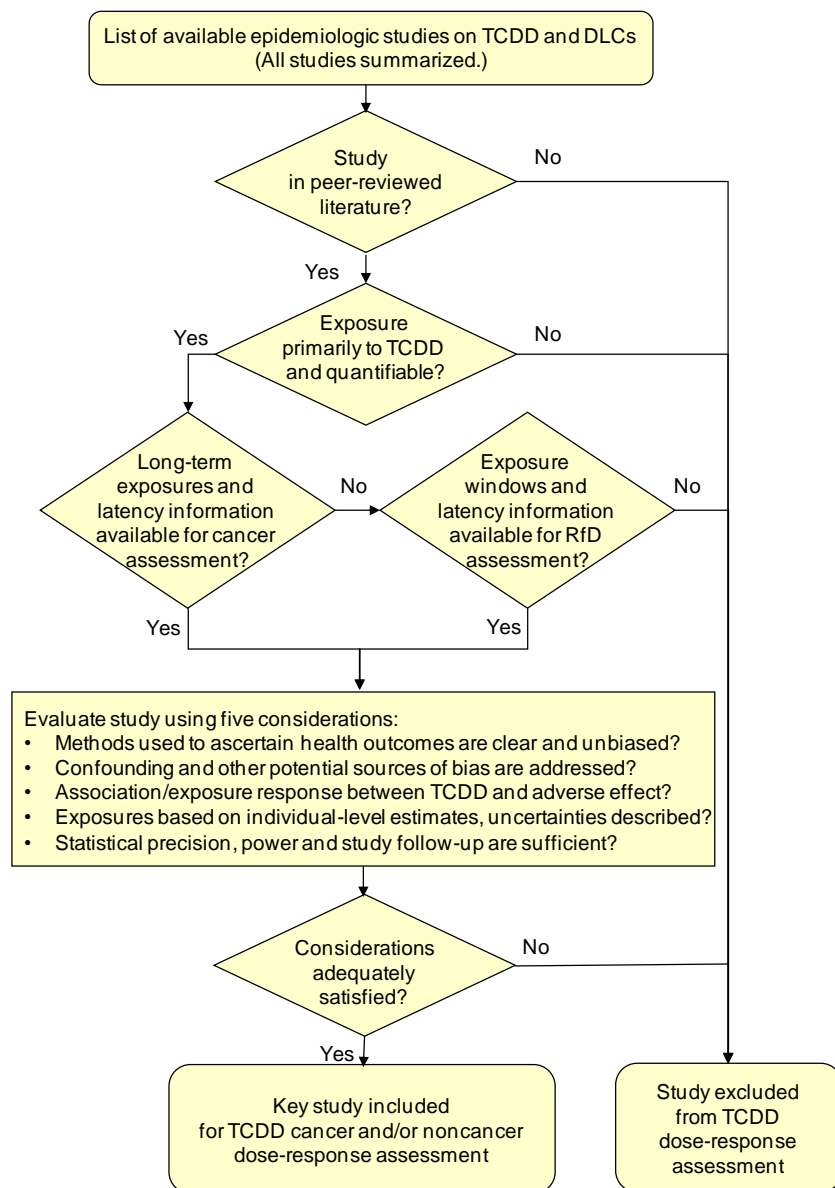 List of available epidemiologic studies on TCDD and DLCs
(All studies summarized.)
Study
in peer-reviewed
literature?
No
Yes
Exposure
primarily to TCDD
and quantifiable?
Yes
No
Long-term
exposures and
latency information
available for cancer
assessment?
No
Exposure
windows and
latency information
available for RfD
assessment?
No
Yes
Yes
Evaluate study using five considerations:
• Methods used to ascertain health outcomes are clear and unbiased?
• Confounding and other potential sources of bias are addressed?
• Association/exposure response between TCDD and adverse effect?
• Exposures based on individual-level estimates, uncertainties described?
• Statistical precision, power and study follow-up are sufficient?
Considerations
adequately
satisfied?
No
Yes
Key study included
for TCDD cancer and/or noncancer
dose-response assessment
Study excluded
from TCDD
dose-response
assessment